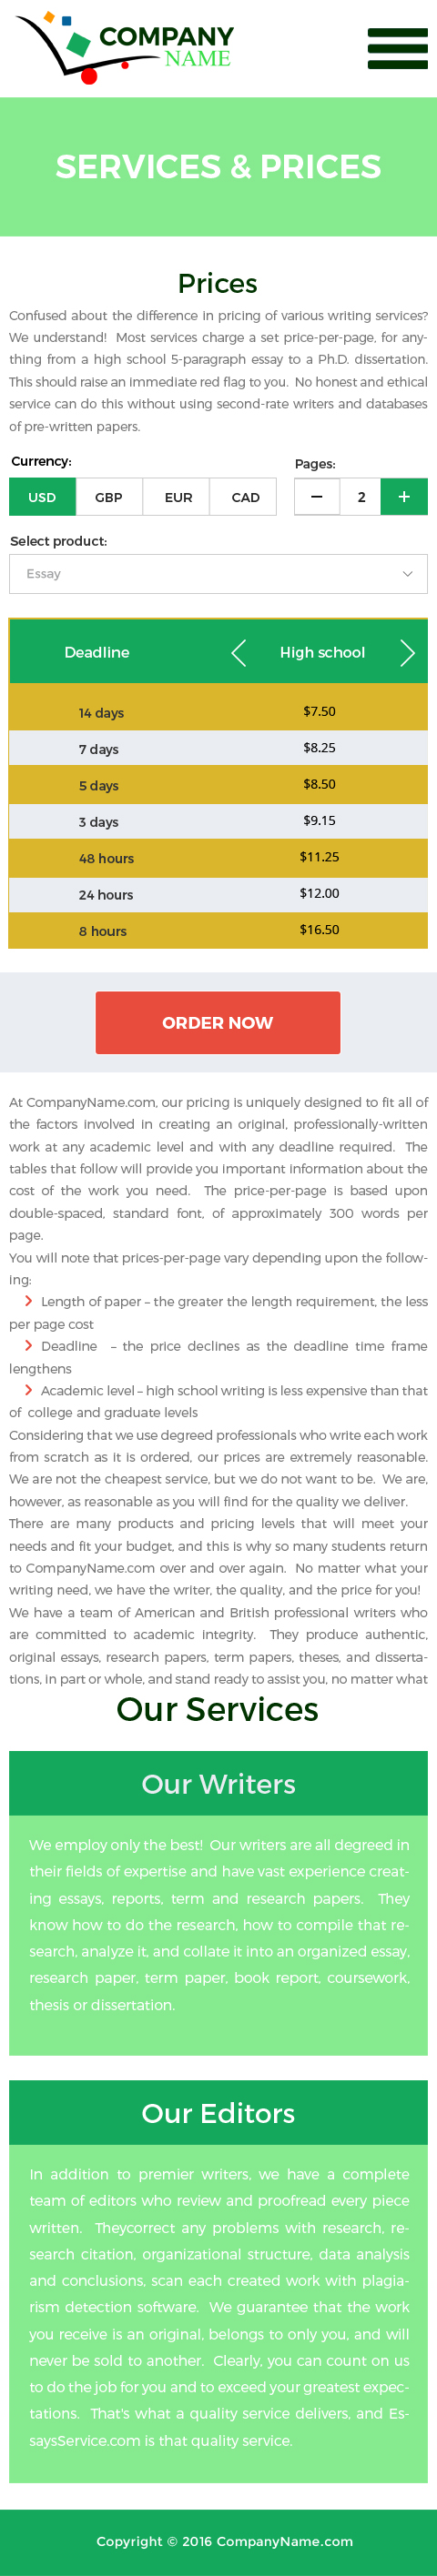 COMPANY
NAME
SERVICES & PRICES
Prices
Confused about the difference in pricing of various writing services?
We understand! Most services charge a set price-per-page, for any-
thing from a high school 5-paragraph essay to a Ph.D. dissertation.
This should raise an immediate red flag to you. No honest and ethical
service can do this without using second-rate writers and databases
of pre-written papers.
Currency: Pages:
USD GBP EUR CAD − 2 +
Select product:
Essay
Deadline High school
14 days $7.50
7 days $8.25
5 days $8.50
3 days $9.15
48 hours $11.25
24 hours $12.00
8 hours $16.50
ORDER NOW
At CompanyName.com, our pricing is uniquely designed to fit all of
the factors involved in creating an original, professionally-written
work at any academic level and with any deadline required. The
tables that follow will provide you important information about the
cost of the work you need. The price-per-page is based upon
double-spaced, standard font, of approximately 300 words per
page.
You will note that prices-per-page vary depending upon the follow-
ing:
Length of paper – the greater the length requirement, the less
per page cost
Deadline – the price declines as the deadline time frame
lengthens
Academic level – high school writing is less expensive than that
of college and graduate levels
Considering that we use degreed professionals who write each work
from scratch as it is ordered, our prices are extremely reasonable.
We are not the cheapest service, but we do not want to be. We are,
however, as reasonable as you will find for the quality we deliver.
There are many products and pricing levels that will meet your
needs and fit your budget, and this is why so many students return
to CompanyName.com over and over again. No matter what your
writing need, we have the writer, the quality, and the price for you!
We have a team of American and British professional writers who
are committed to academic integrity. They produce authentic,
original essays, research papers, term papers, theses, and disserta-
tions, in part or whole, and stand ready to assist you, no matter what
Our Services
Our Writers
We employ only the best! Our writers are all degreed in
their fields of expertise and have vast experience creat-
ing essays, reports, term and research papers. They
know how to do the research, how to compile that re-
search, analyze it, and collate it into an organized essay,
research paper, term paper, book report, coursework,
thesis or dissertation.
Our Editors
In addition to premier writers, we have a complete
team of editors who review and proofread every piece
written. Theycorrect any problems with research, re-
search citation, organizational structure, data analysis
and conclusions, scan each created work with plagia-
rism detection software. We guarantee that the work
you receive is an original, belongs to only you, and will
never be sold to another. Clearly, you can count on us
to do the job for you and to exceed your greatest expec-
tations. That's what a quality service delivers, and Es-
saysService.com is that quality service.
Copyright © 2016 CompanyName.com